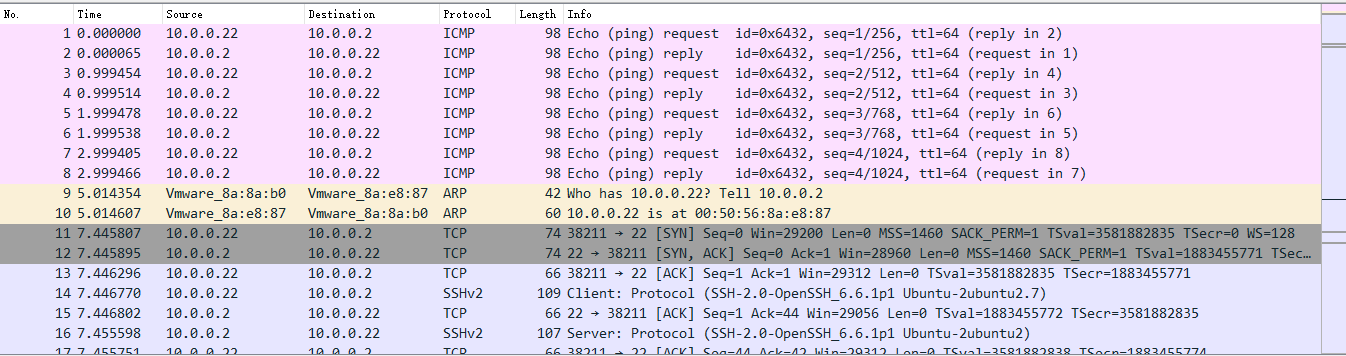 No. Time Source Destination Protocol Length Info
1 0.000000 10.0.0.22 10.0.0.2 ICMP 98 Echo (ping) request id=0x6432, seq=1/256, ttl=64 (reply in 2)
2 0.000065 10.0.0.2 10.0.0.22 ICMP 98 Echo (ping) reply id=0x6432, seq=1/256, ttl=64 (request in 1)
3 0.999454 10.0.0.22 10.0.0.2 ICMP 98 Echo (ping) request id=0x6432, seq=2/512, ttl=64 (reply in 4)
4 0.999514 10.0.0.2 10.0.0.22 ICMP 98 Echo (ping) reply id=0x6432, seq=2/512, ttl=64 (request in 3)
5 1.999478 10.0.0.22 10.0.0.2 ICMP 98 Echo (ping) request id=0x6432, seq=3/768, ttl=64 (reply in 6)
6 1.999538 10.0.0.2 10.0.0.22 ICMP 98 Echo (ping) reply id=0x6432, seq=3/768, ttl=64 (request in 5)
7 2.999405 10.0.0.22 10.0.0.2 ICMP 98 Echo (ping) request id=0x6432, seq=4/1024, ttl=64 (reply in 8)
8 2.999466 10.0.0.2 10.0.0.22 ICMP 98 Echo (ping) reply id=0x6432, seq=4/1024, ttl=64 (request in 7)
9 5.014354 Vmware_8a:8a:b0 Vmware_8a:e8:87 ARP 42 Who has 10.0.0.22? Tell 10.0.0.2
10 5.014607 Vmware_8a:e8:87 Vmware_8a:8a:b0 ARP 60 10.0.0.22 is at 00:50:56:8a:e8:87
11 7.445807 10.0.0.22 10.0.0.2 TCP 74 38211 → 22 [SYN] Seq=0 Win=29200 Len=0 MSS=1460 SACK_PERM=1 TSval=3581882835 TSecr=0 WS=128
12 7.445895 10.0.0.2 10.0.0.22 TCP 74 22 → 38211 [SYN, ACK] Seq=0 Ack=1 Win=28960 Len=0 MSS=1460 SACK_PERM=1 TSval=1883455771 TSec…
13 7.446296 10.0.0.22 10.0.0.2 TCP 66 38211 → 22 [ACK] Seq=1 Ack=1 Win=29312 Len=0 TSval=3581882835 TSecr=1883455771
14 7.446770 10.0.0.22 10.0.0.2 SSHv2 109 Client: Protocol (SSH-2.0-OpenSSH_6.6.1p1 Ubuntu-2ubuntu2.7)
15 7.446802 10.0.0.2 10.0.0.22 TCP 66 22 → 38211 [ACK] Seq=1 Ack=44 Win=29056 Len=0 TSval=1883455772 TSecr=3581882835
16 7.455598 10.0.0.2 10.0.0.22 SSHv2 107 Server: Protocol (SSH-2.0-OpenSSH_6.6.1p1 Ubuntu-2ubuntu2)
17 7.455751 10.0.0.22 10.0.0.2 TCP 66 38211 → 22 [ACK] Seq=44 Ack=42 Win=29312 Len=0 TSval=3581882838 TSecr=1883455774